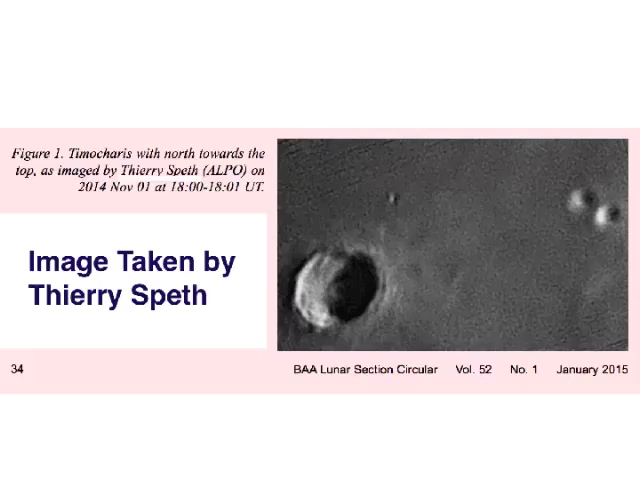 Figure 1. Timocharis with north towards the
top, as imaged by Thierry Speth (ALPO) on
2014 Nov 01 at 18:00-18:01 UT.
Image Taken by
Thierry Speth
34 BAA Lunar Section Circular Vol. 52 No. 1 January 2015